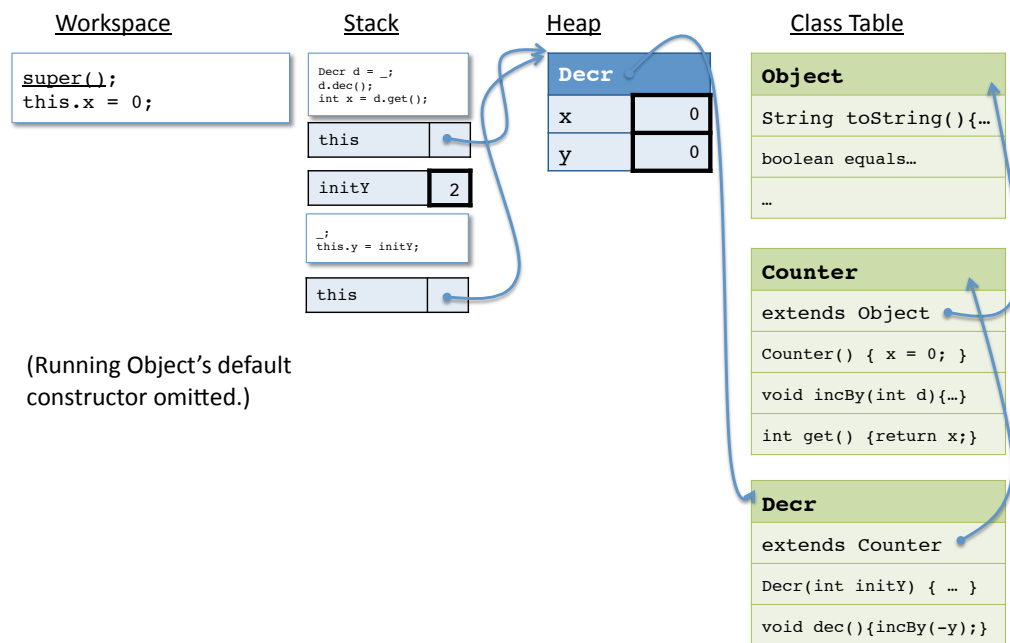 Workspace
super();
this.x = 0;
(Running Object's default
constructor omitted.)
Stack
Decr d = _;
d.dec();
int x = d.get();
this
initY 2
_;
this.y = initY;
this
Heap
Decr
x 0
y 0
Class Table
Object
String toString(){…
boolean equals…
…
Counter
extends Object
Counter() { x = 0; }
void incBy(int d){…}
int get() {return x;}
Decr
extends Counter
Decr(int initY) { … }
void dec(){incBy(-y);}